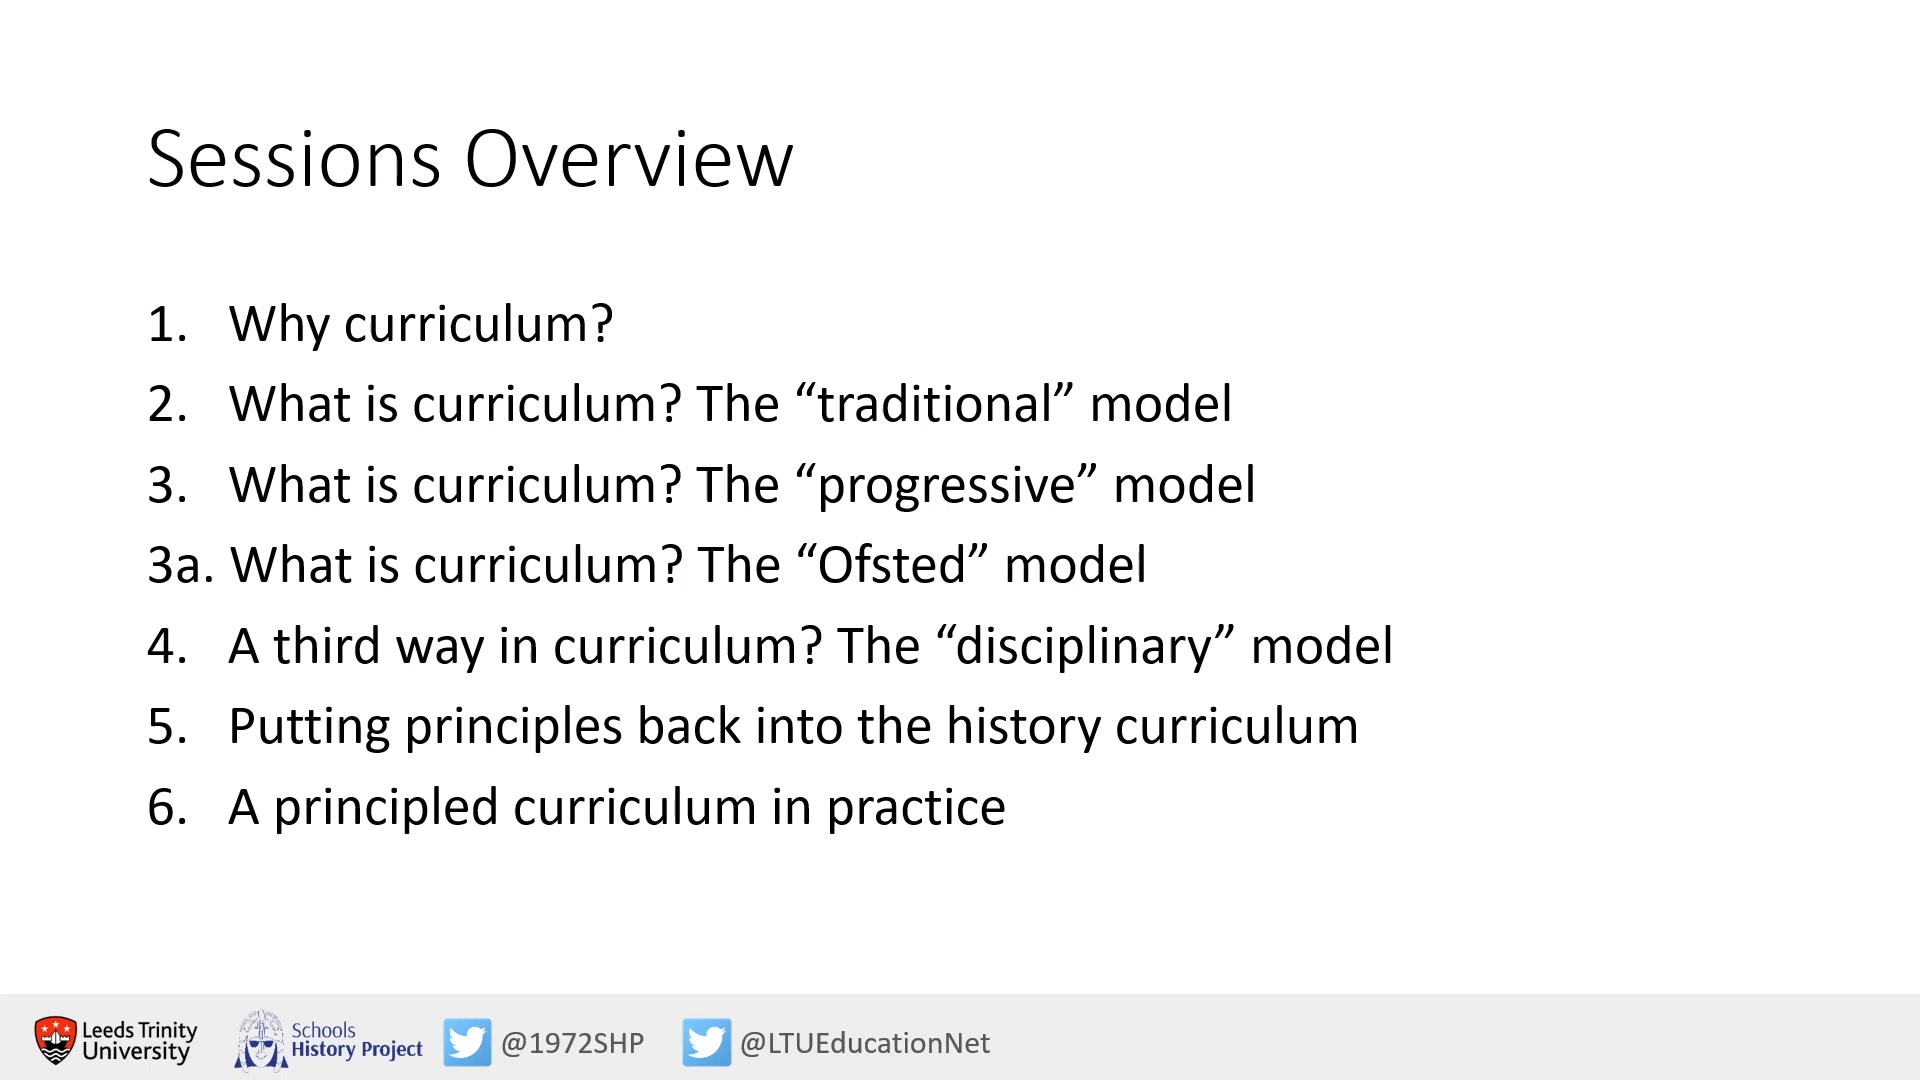 Sessions Overview
1. Why curriculum?
2. What is curriculum? The “traditional” model
3. What is curriculum? The “progressive” model
3a. What is curriculum? The “Ofsted” model
4. A third way in curriculum? The “disciplinary” model
5. Putting principles back into the history curriculum
6. A principled curriculum in practice
Leeds Trinity
University
Schools
History Project
@1972SHP
@LTUEducationNet